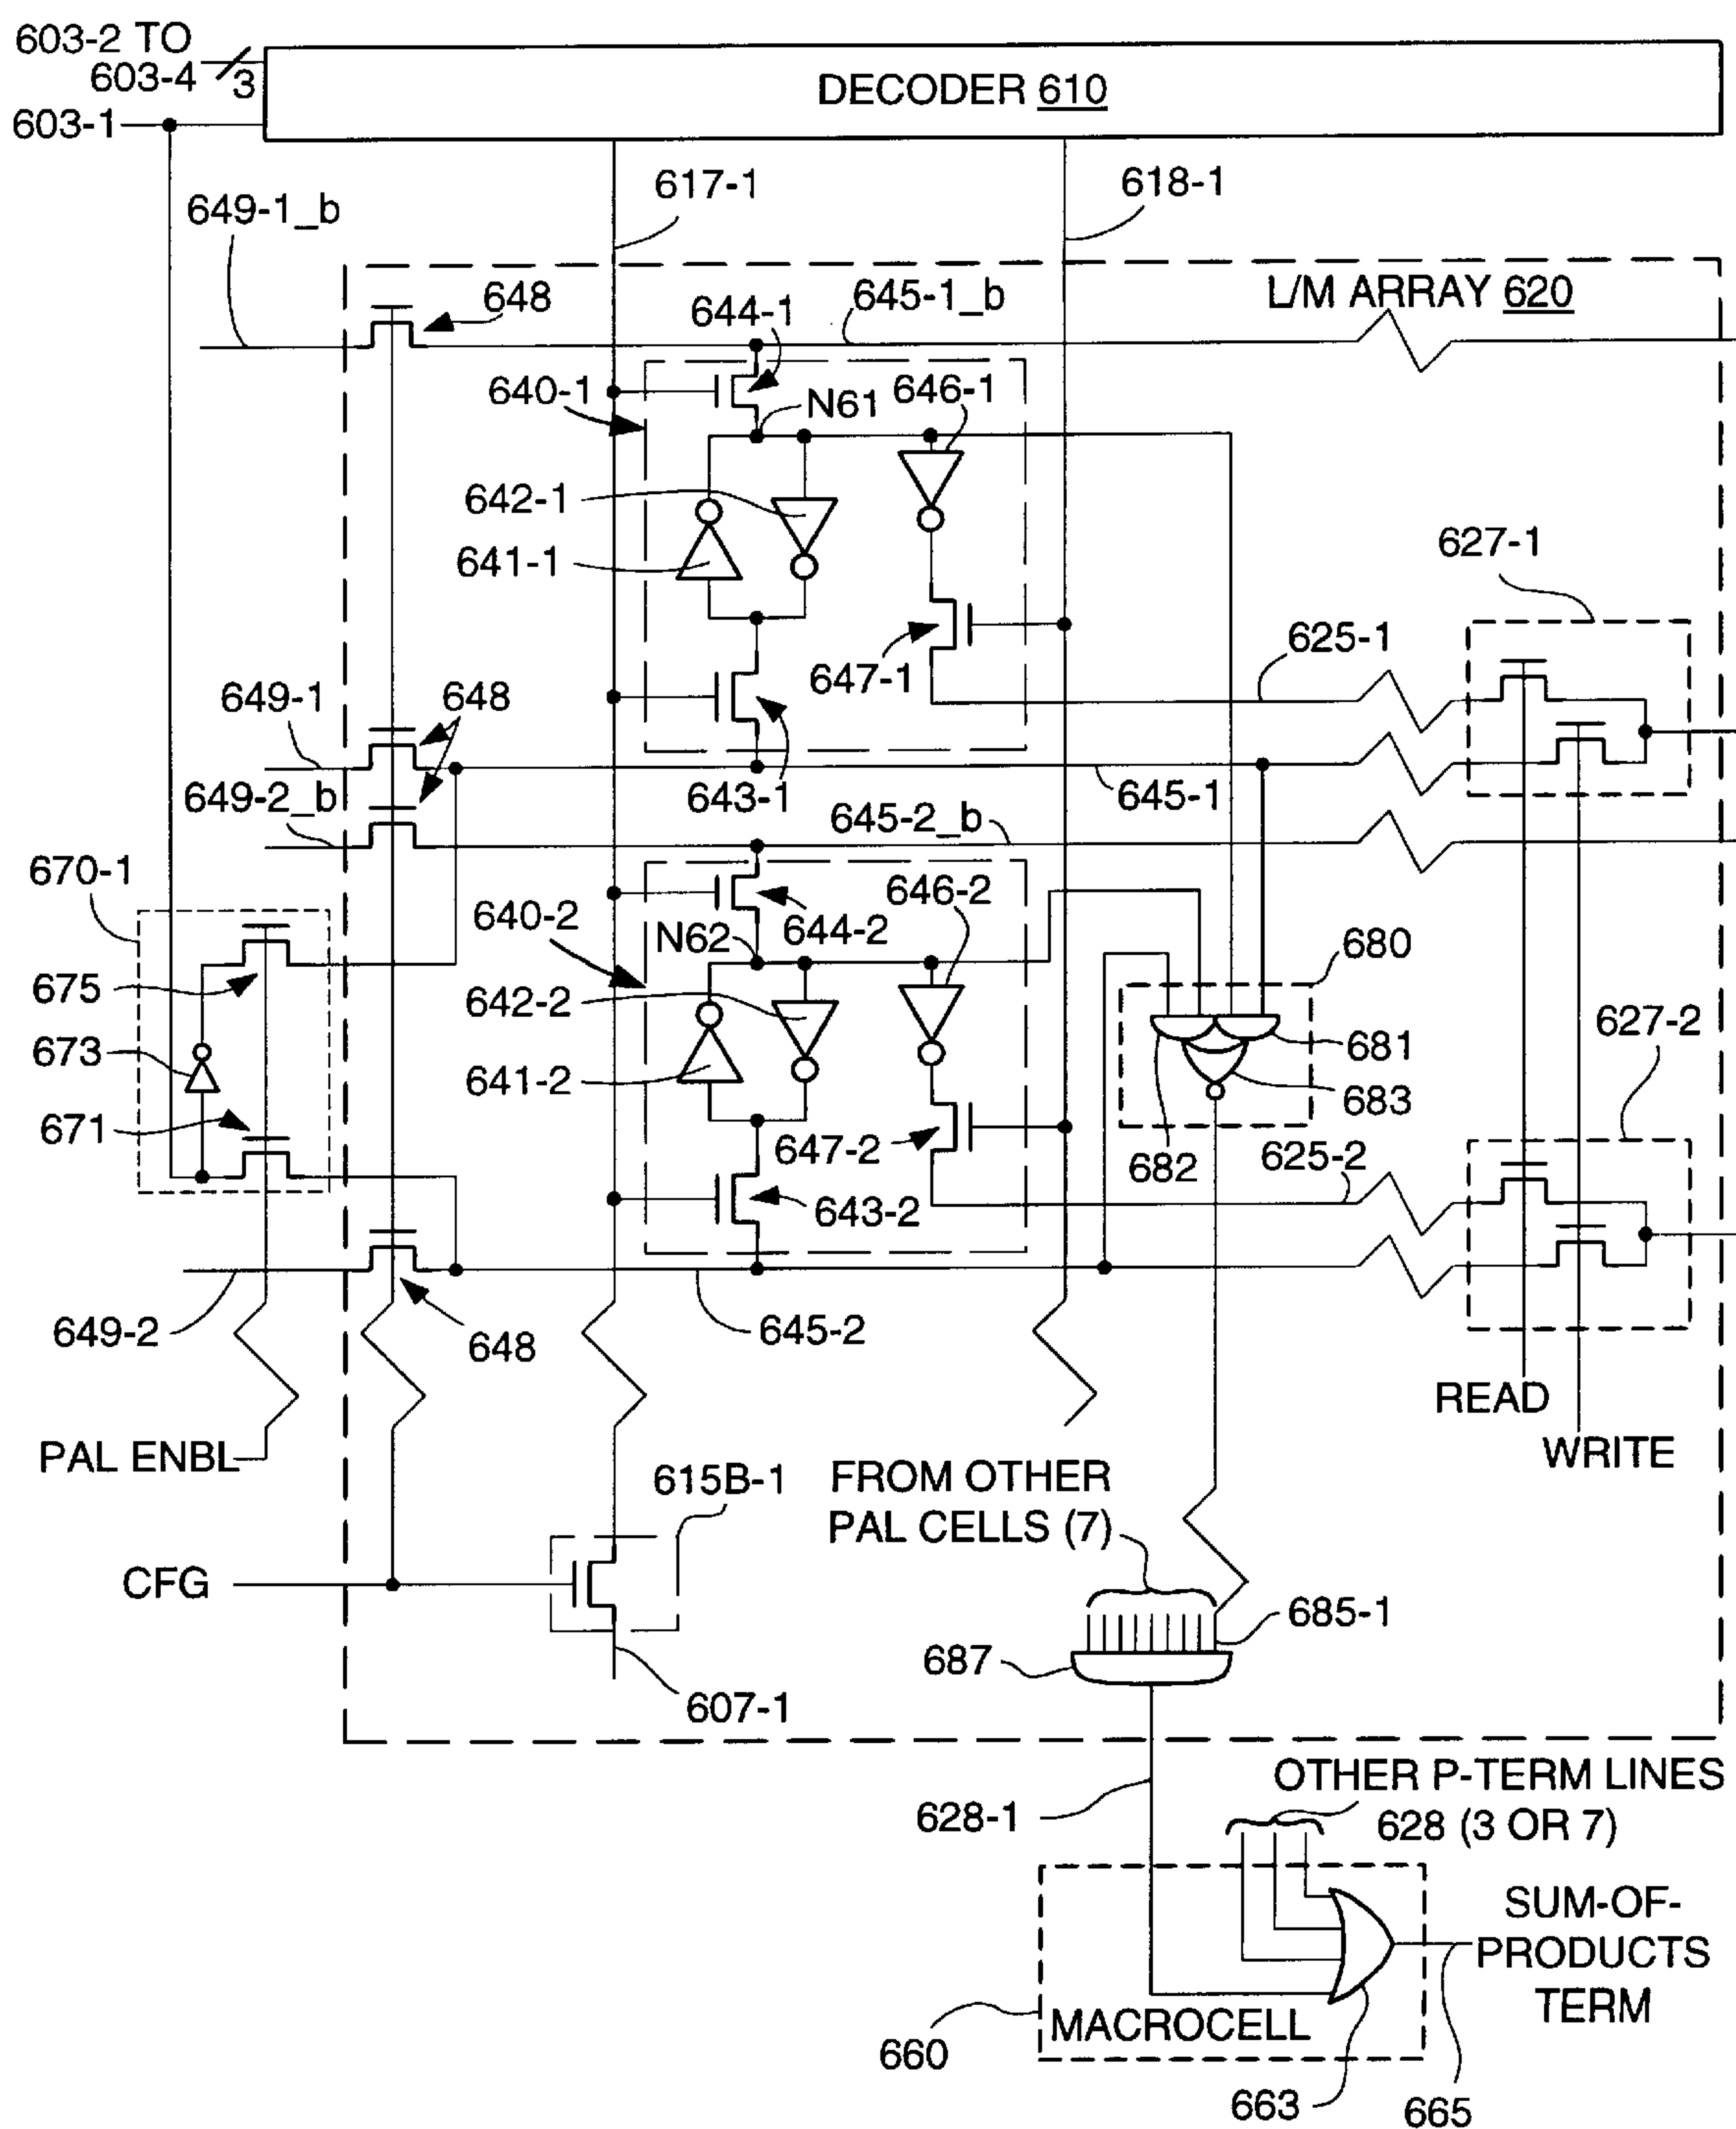 603-2 TO
603-4
3
DECODER 610
603-1
617-1
618-1
649-1_b
L/M ARRAY 620
648
644-1
645-1_b
640-1
N61
646-1
642-1
641-1
627-1
647-1
625-1
649-1
648
643-1
645-1
649-2_b
645-2_b
670-1
640-2
644-2
646-2
N62
680
675
642-2
627-2
673
641-2
681
683
671
647-2
682
625-2
643-2
649-2
648
645-2
READ
WRITE
PAL ENBL
615B-1
FROM OTHER
PAL CELLS (7)
CFG
685-1
687
607-1
OTHER P-TERM LINES
628 (3 OR 7)
628-1
SUM-OF-
PRODUCTS
TERM
MACROCELL
660
663
665